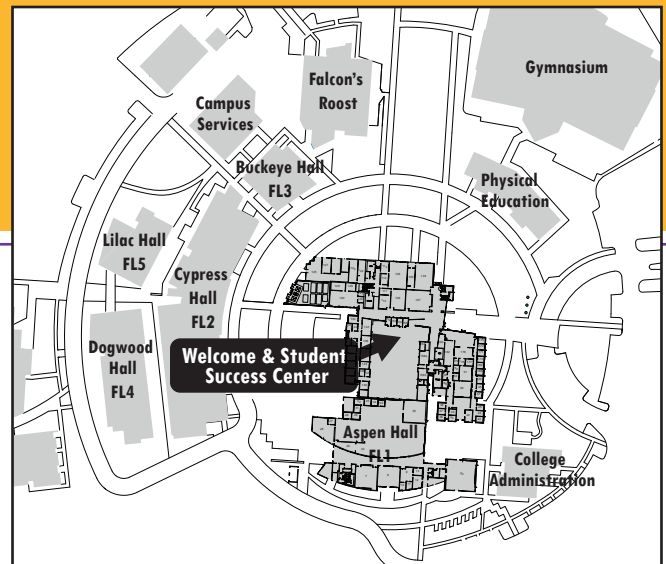 Gymnasium
Falcon's
Roost
Campus
Services
Buckeye Hall
FL3
Physical
Education
Lilac Hall
FL5
Cypress
Hall
FL2
Dogwood
Hall
FL4
Welcome & Student
Success Center
Aspen Hall
FL1
College
Administration